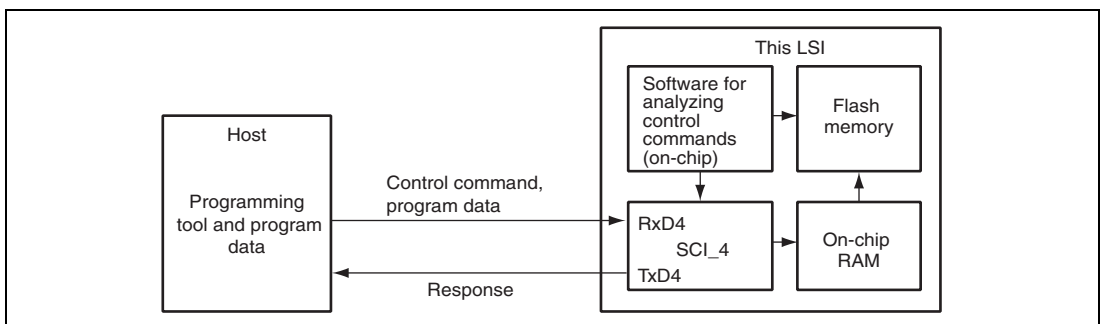 This LSI
Software for
analyzing
control
commands
(on-chip)
Flash
memory
Host
Programming
tool and program
data
Control command,
program data
RxD4
SCI_4
TxD4
On-chip
RAM
Response